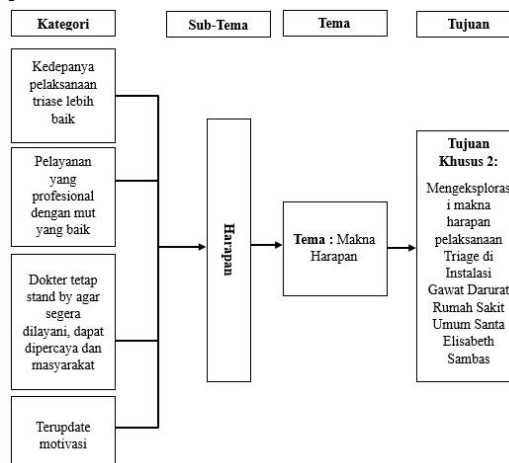 Kategori
Sub-Tema
Tema
Tujuan
Kedepanya
pelaksanaan
triase lebih
baik
Pelayanan
yang
profesional
dengan mut
yang baik
Dokter tetap
stand by agar
segera
dilayani, dapat
dipercaya dan
masyarakat
Terupdate
motivasi
Harapan
Tema : Makna
Harapan
Tujuan
Khusus 2:
Mengeksploras
i makna
harapan
pelaksanaan
Triage di
Instalasi
Gawat Darurat
Rumah Sakit
Umum Santa
Elisabeth
Sambas